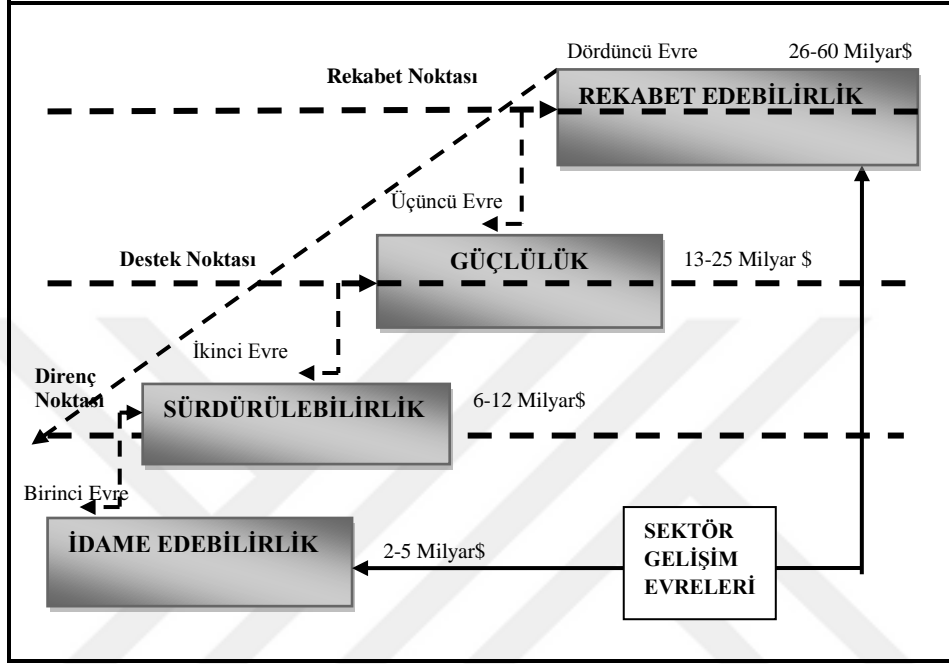 Dördüncü Evre 26-60 Milyar$
Rekabet Noktası
REKABET EDEBİLİRLİK
Üçüncü Evre
Destek Noktası
GÜÇLÜLÜK
13-25 Milyar $
İkinci Evre
Direnç
Noktası
SÜRDÜRÜLEBİLİRLİK
6-12 Milyar$
Birinci Evre
İDAME EDEBİLİRLİK
2-5 Milyar$
SEKTÖR
GELİŞİM
EVRELERİ